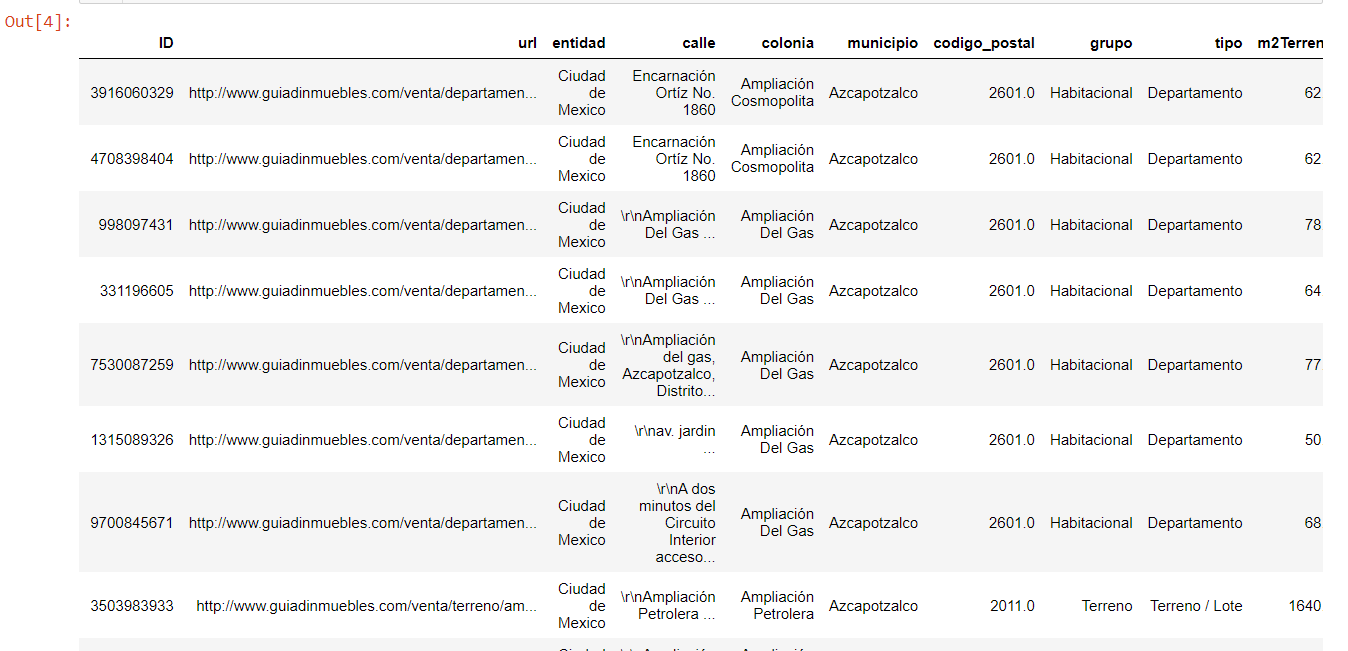 Out[4]:
ID url entidad calle colonia municipio codigo_postal grupo tipo m2Terren
3916060329 http://www.guiadinmuebles.com/venta/departamen... Ciudad de Mexico Encarnación Ortíz No. 1860 Ampliación Cosmopolita Azcapotzalco 2601.0 Habitacional Departamento 62
4708398404 http://www.guiadinmuebles.com/venta/departamen... Ciudad de Mexico Encarnación Ortíz No. 1860 Ampliación Cosmopolita Azcapotzalco 2601.0 Habitacional Departamento 62
998097431 http://www.guiadinmuebles.com/venta/departamen... Ciudad de Mexico \r\nAmpliación Del Gas ... Ampliación Del Gas Azcapotzalco 2601.0 Habitacional Departamento 78
331196605 http://www.guiadinmuebles.com/venta/departamen... Ciudad de Mexico \r\nAmpliación Del Gas ... Ampliación Del Gas Azcapotzalco 2601.0 Habitacional Departamento 64
7530087259 http://www.guiadinmuebles.com/venta/departamen... Ciudad de Mexico \r\nAmpliación del gas, Azcapotzalco, Distrito... Ampliación Del Gas Azcapotzalco 2601.0 Habitacional Departamento 77
1315089326 http://www.guiadinmuebles.com/venta/departamen... Ciudad de Mexico \r\nav. jardin ... Ampliación Del Gas Azcapotzalco 2601.0 Habitacional Departamento 50
9700845671 http://www.guiadinmuebles.com/venta/departamen... Ciudad de Mexico \r\nA dos minutos del Circuito Interior acceso... Ampliación Del Gas Azcapotzalco 2601.0 Habitacional Departamento 68
3503983933 http://www.guiadinmuebles.com/venta/terreno/am... Ciudad de Mexico \r\nAmpliación Petrolera ... Ampliación Petrolera Azcapotzalco 2011.0 Terreno Terreno / Lote 1640